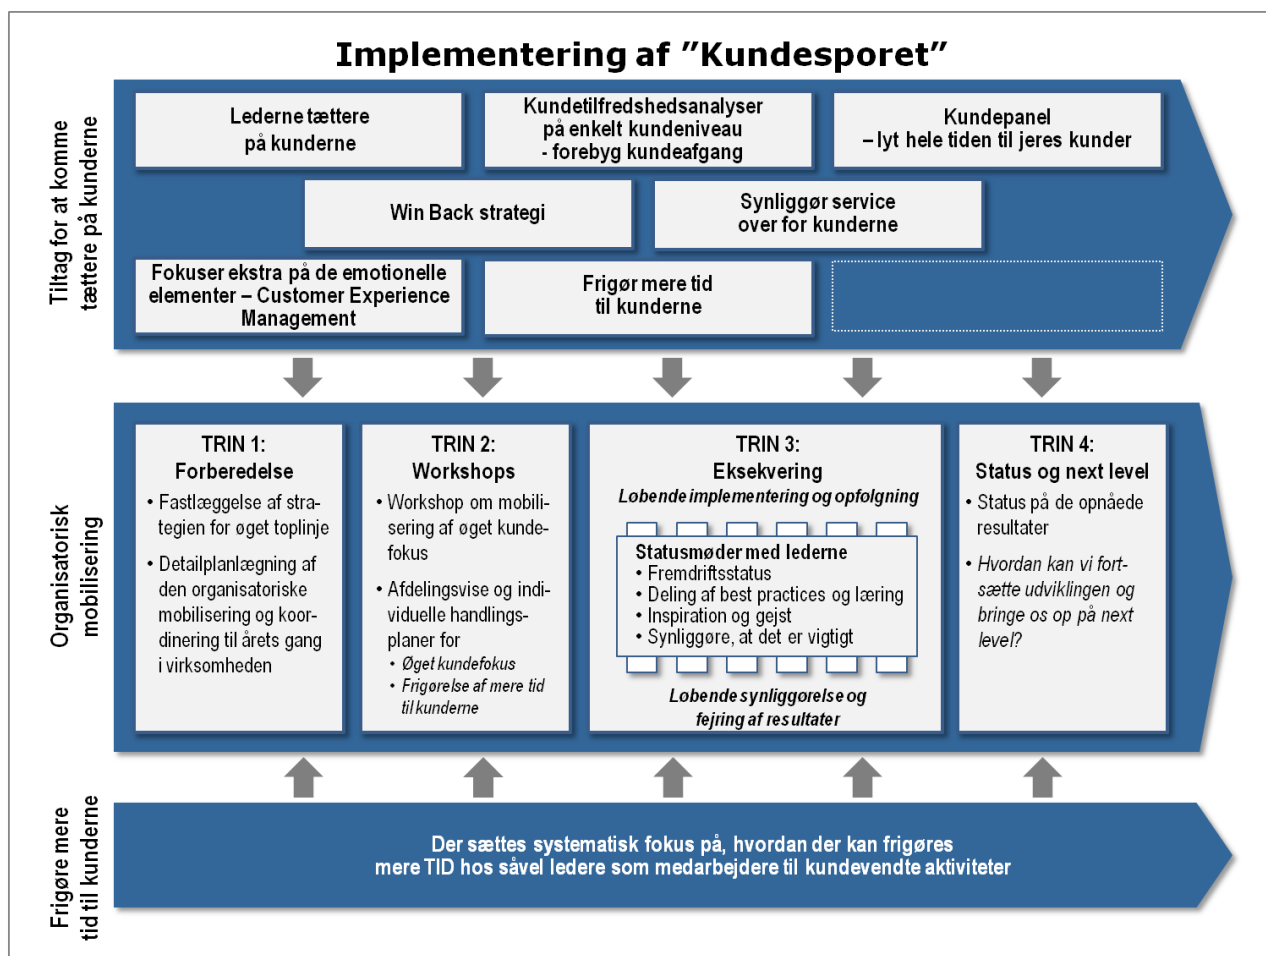 Implementering af ”Kundesporet”
Tiltag for at komme
tættere på kunderne
Lederne tættere
på kunderne
Kundetilfredshedsanalyser
på enkelt kundeniveau
- forebyg kundeafgang
Kundepanel
– lyt hele tiden til jeres kunder
Win Back strategi
Synliggør service
over for kunderne
Fokuser ekstra på de emotionelle
elementer – Customer Experience
Management
Frigør mere tid
til kunderne
Organisatorisk
mobilisering
TRIN 1:
Forberedelse
• Fastlæggelse af stra-
tegien for øget toplinje
• Detailplanlægning af
den organisatoriske
mobilisering og koor-
dinering til årets gang
i virksomheden
TRIN 2:
Workshops
• Workshop om mobili-
sering af øget kunde-
fokus
• Afdelingsvise og indi-
viduelle handlings-
planer for
• Øget kundefokus
• Frigørelse af mere tid
til kunderne
TRIN 3:
Eksekvering
Løbende implementering og opfølgning
Statusmøder med lederne
• Fremdriftsstatus
• Deling af best practices og læring
• Inspiration og gejst
• Synliggøre, at det er vigtigt
Løbende synliggørelse og
fejring af resultater
TRIN 4:
Status og next level
• Status på de opnåede
resultater
• Hvordan kan vi fort-
sætte udviklingen og
bringe os op på next
level?
Frigøre mere
tid til kunderne
Der sættes systematisk fokus på, hvordan der kan frigøres
mere TID hos såvel ledere som medarbejdere til kundevendte aktiviteter